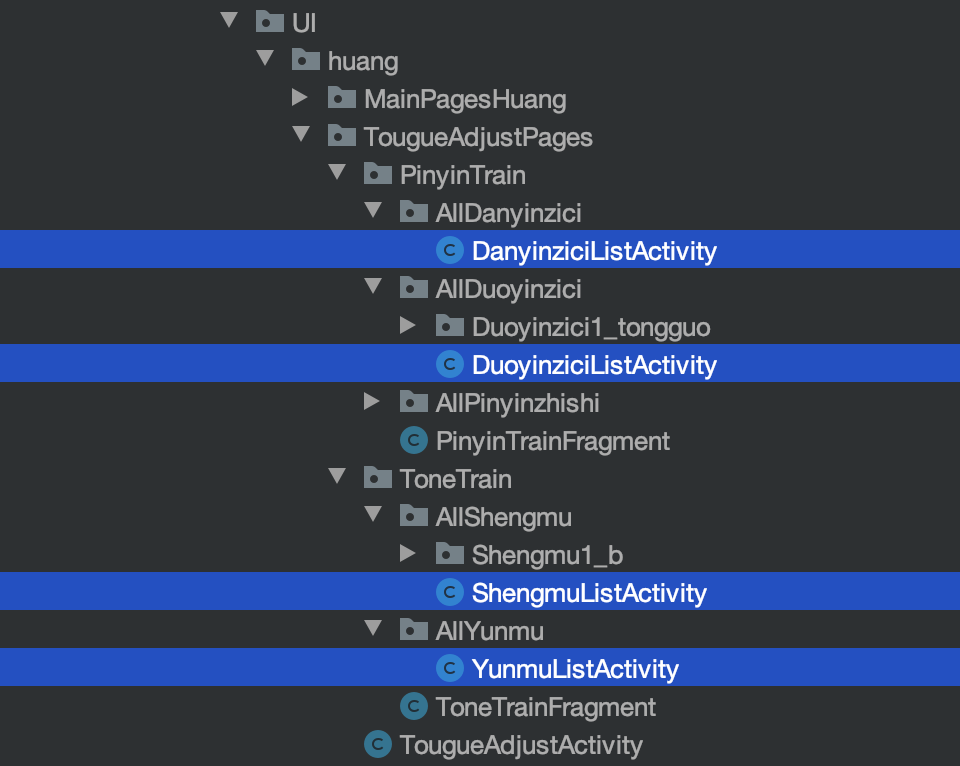 UI
huang
MainPagesHuang
TougueAdjustPages
PinyinTrain
AllDanyinzici
C DanyinziciListActivity
AllDuoyinzici
Duoyinzici1_tongguo
C DuoyinziciListActivity
AllPinyinzhishi
C PinyinTrainFragment
ToneTrain
AllShengmu
Shengmu1_b
C ShengmuListActivity
AllYunmu
C YunmuListActivity
C ToneTrainFragment
C TougueAdjustActivity